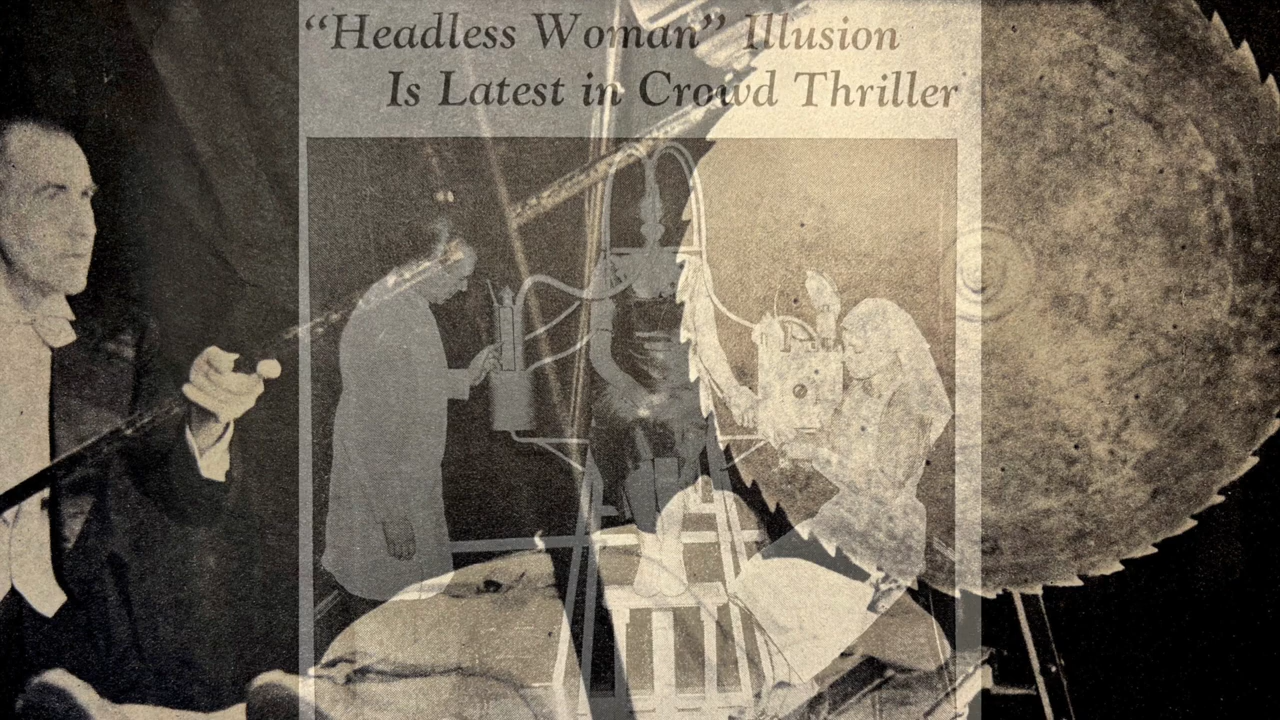 “Headless Woman” Illusion
Is Latest in Crowd Thriller